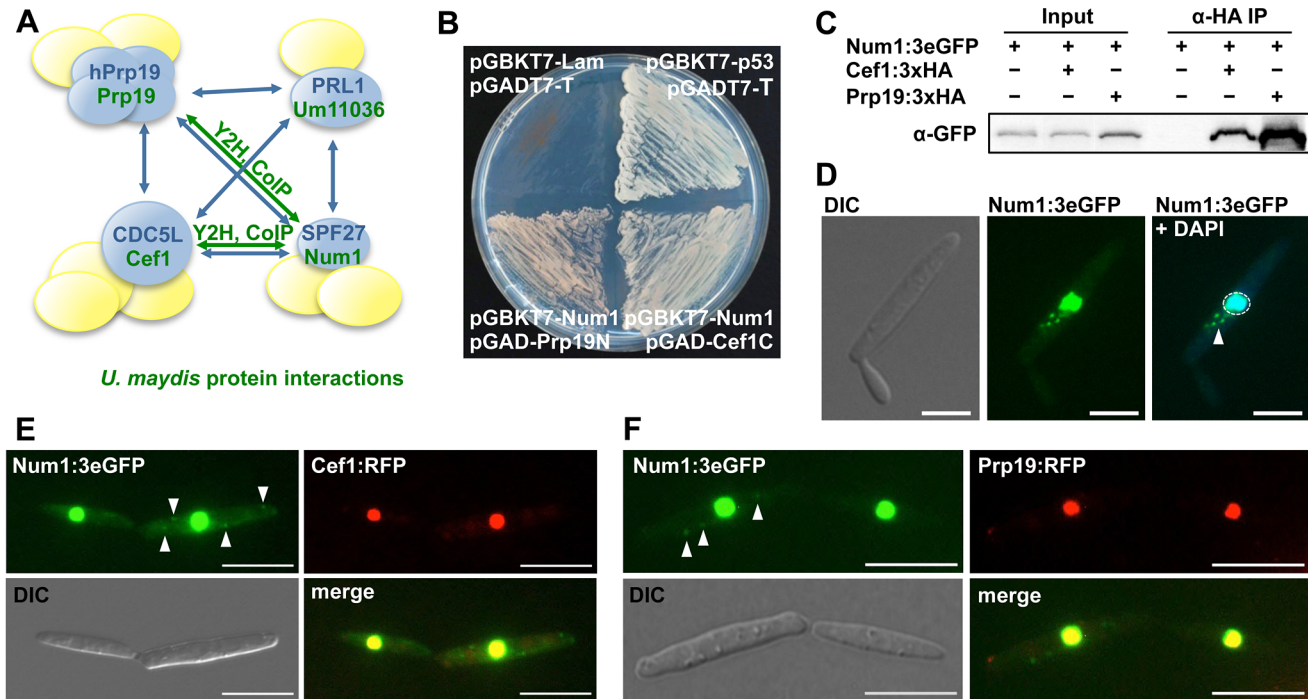 A
hPrp19
Prp19
PRL1
Um11036
Y2H, CoIP
CDC5L
Cef1
Y2H, CoIP
SPF27
Num1
U. maydis protein interactions
B
pGBKT7-Lam
pGADT7-T
pGBKT7-p53
pGADT7-T
pGBKT7-Num1
pGAD-Prp19N
pGBKT7-Num1
pGAD-Cef1C
C
Input α-HA IP
Num1:3eGFP + + + + + +
Cef1:3xHA – + – – + –
Prp19:3xHA – – + – – +
α-GFP
D
DIC
Num1:3eGFP
Num1:3eGFP
+ DAPI
E
Num1:3eGFP
Cef1:RFP
DIC
merge
F
Num1:3eGFP
Prp19:RFP
DIC
merge